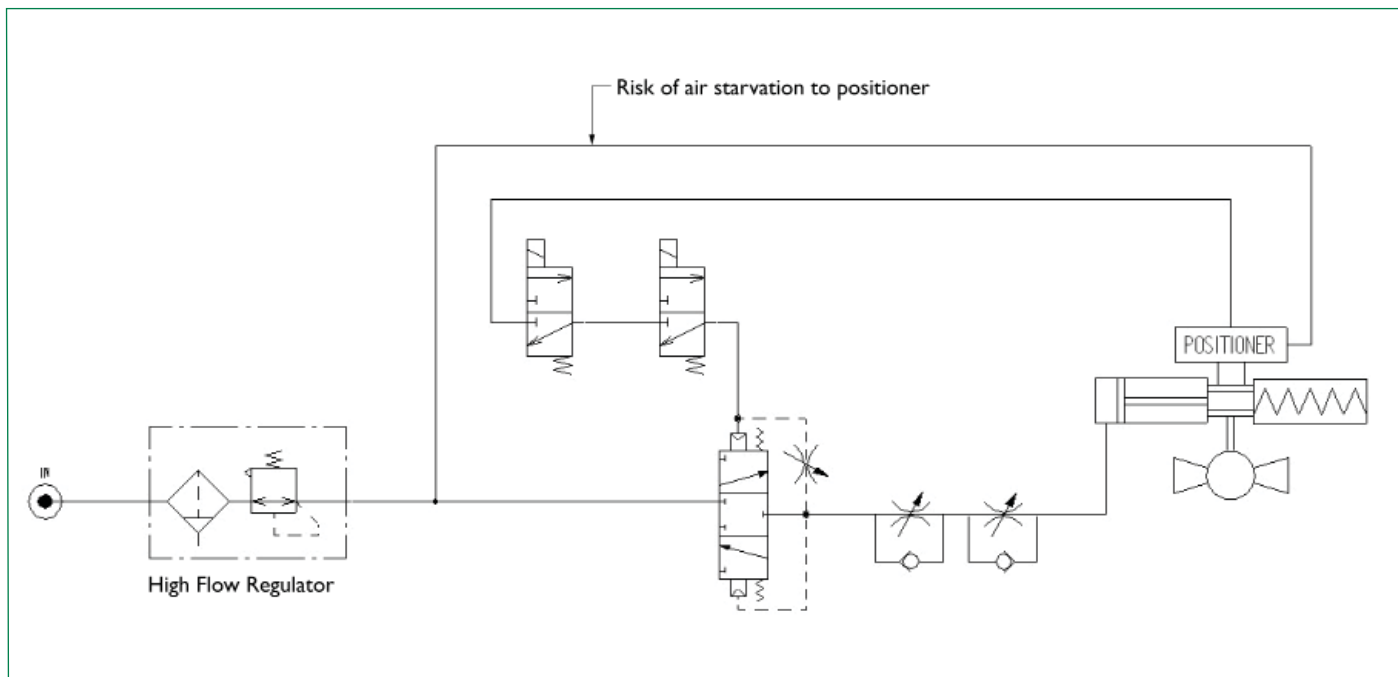 Risk of air starvation to positioner
POSITIONER
IN
High Flow Regulator